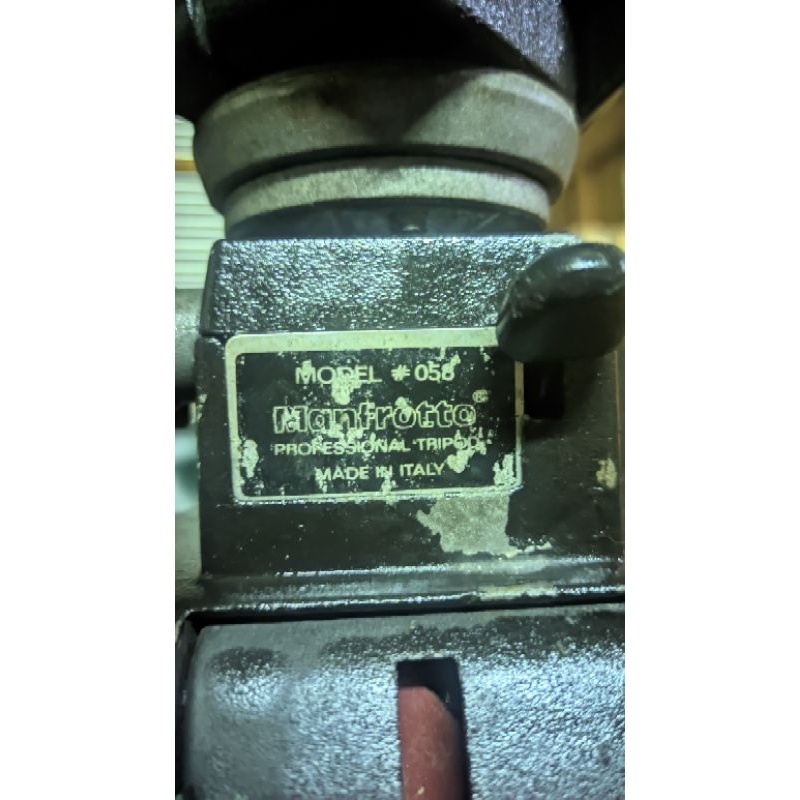 MODEL # 058
Manfrotto®
PROFESSIONAL TRIPOD
MADE IN ITALY